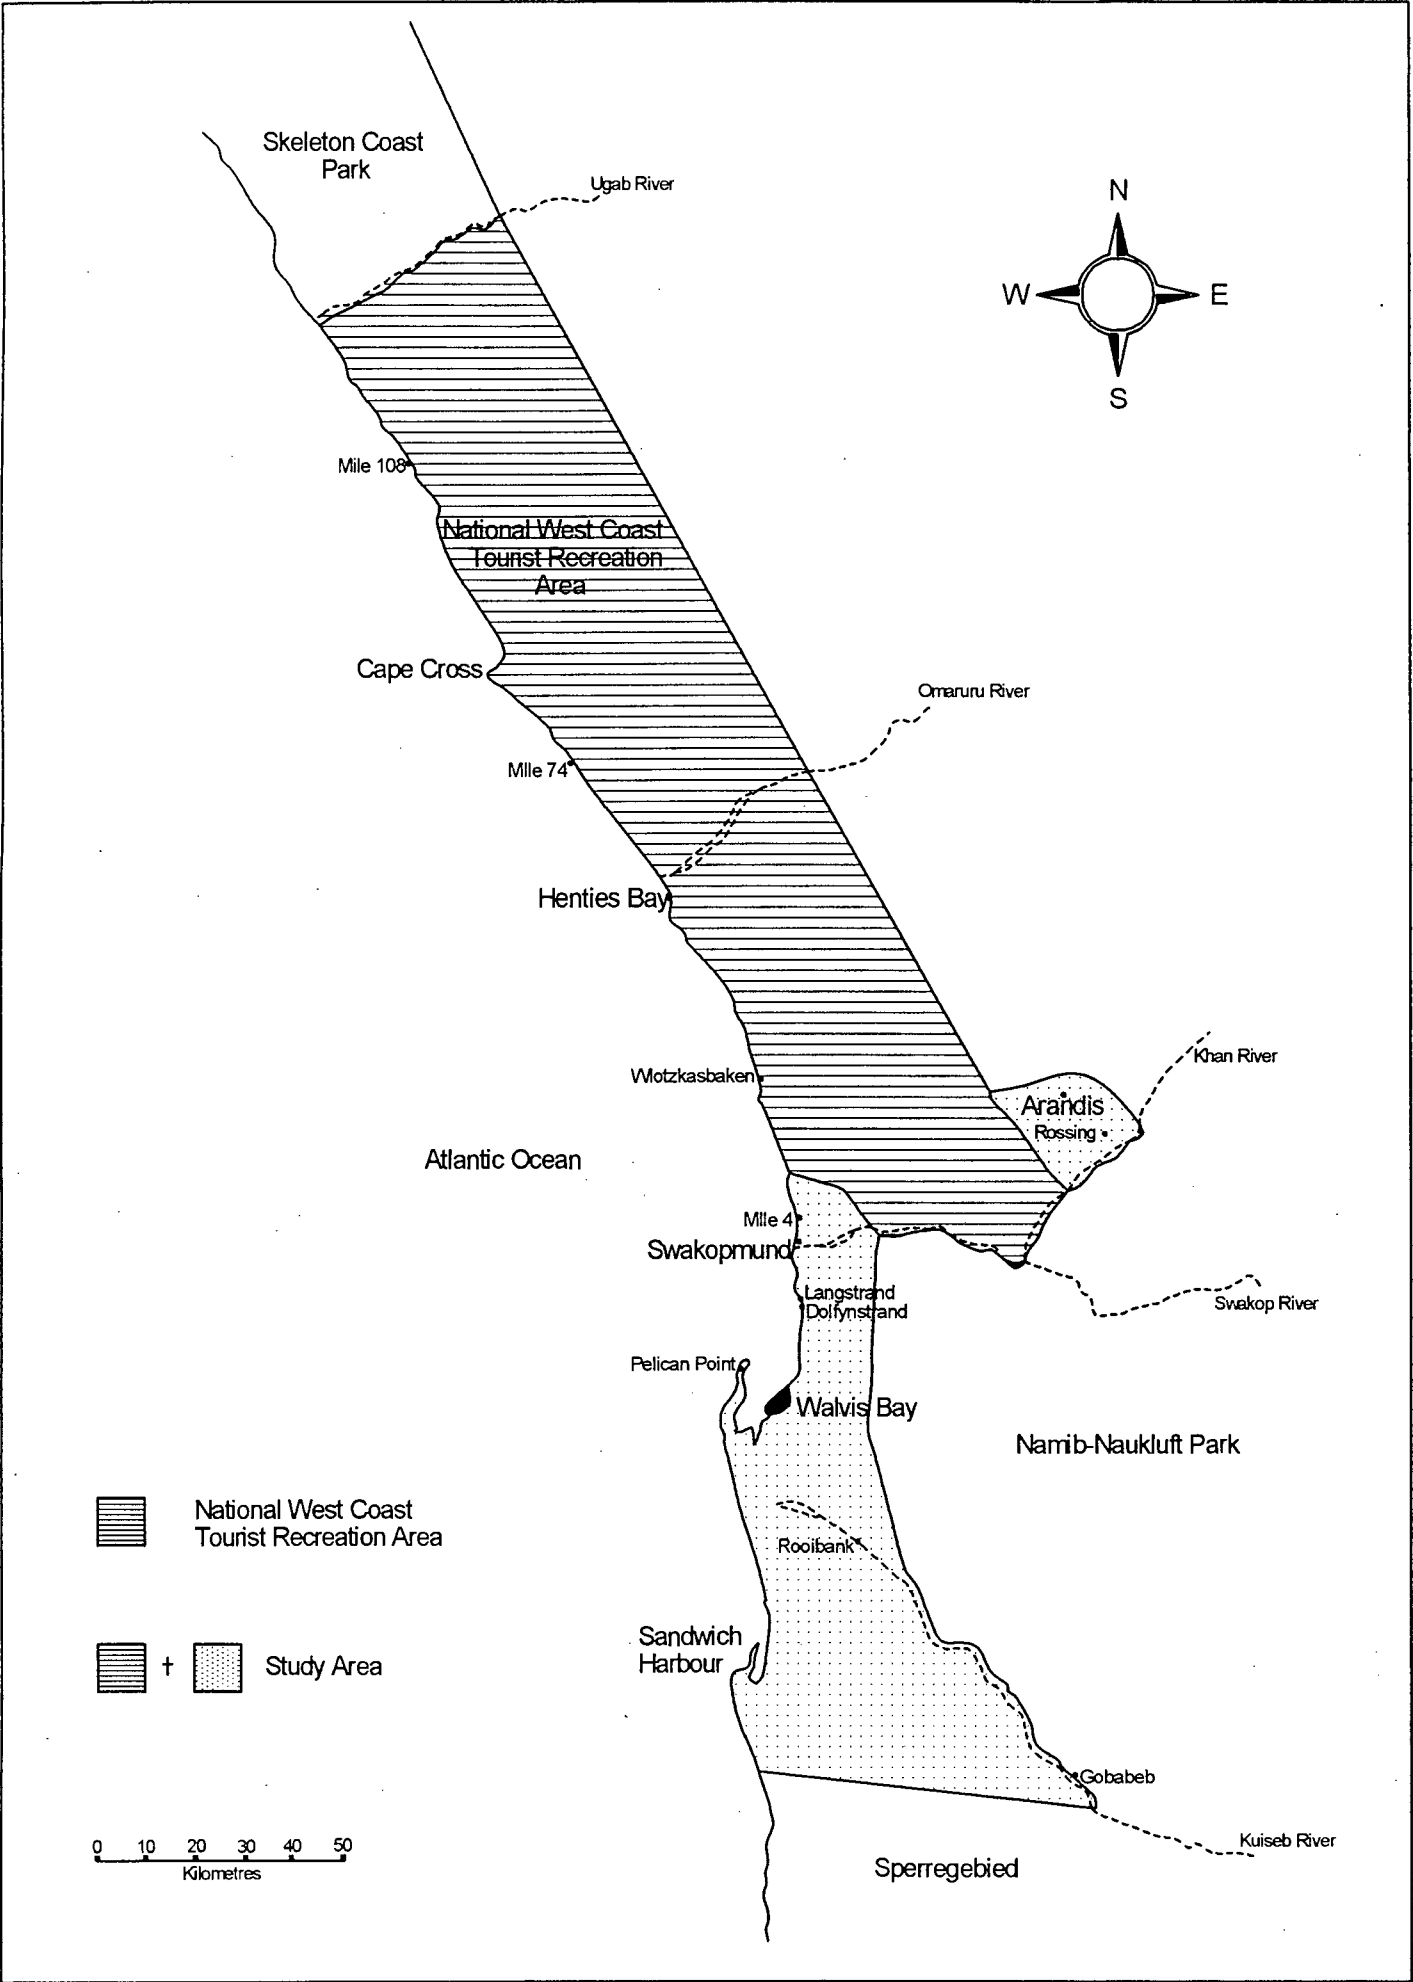 Skeleton Coast
Park
Ugab River
N
W
E
S
Mile 108
National West Coast
Tourist Recreation
Area
Cape Cross
Omaruru River
Mile 74
Henties Bay
Khan River
Wlotzkasbaken
Arandis
Rossing
Atlantic Ocean
Mile 4
Swakopmund
Langstrand
Dolfynstrand
Swakop River
Pelican Point
Walvis Bay
Namib-Naukluft Park
National West Coast
Tourist Recreation Area
Rooibank
Sandwich
Harbour
† Study Area
Gobabeb
0 10 20 30 40 50
Kilometres
Kuiseb River
Sperregebied